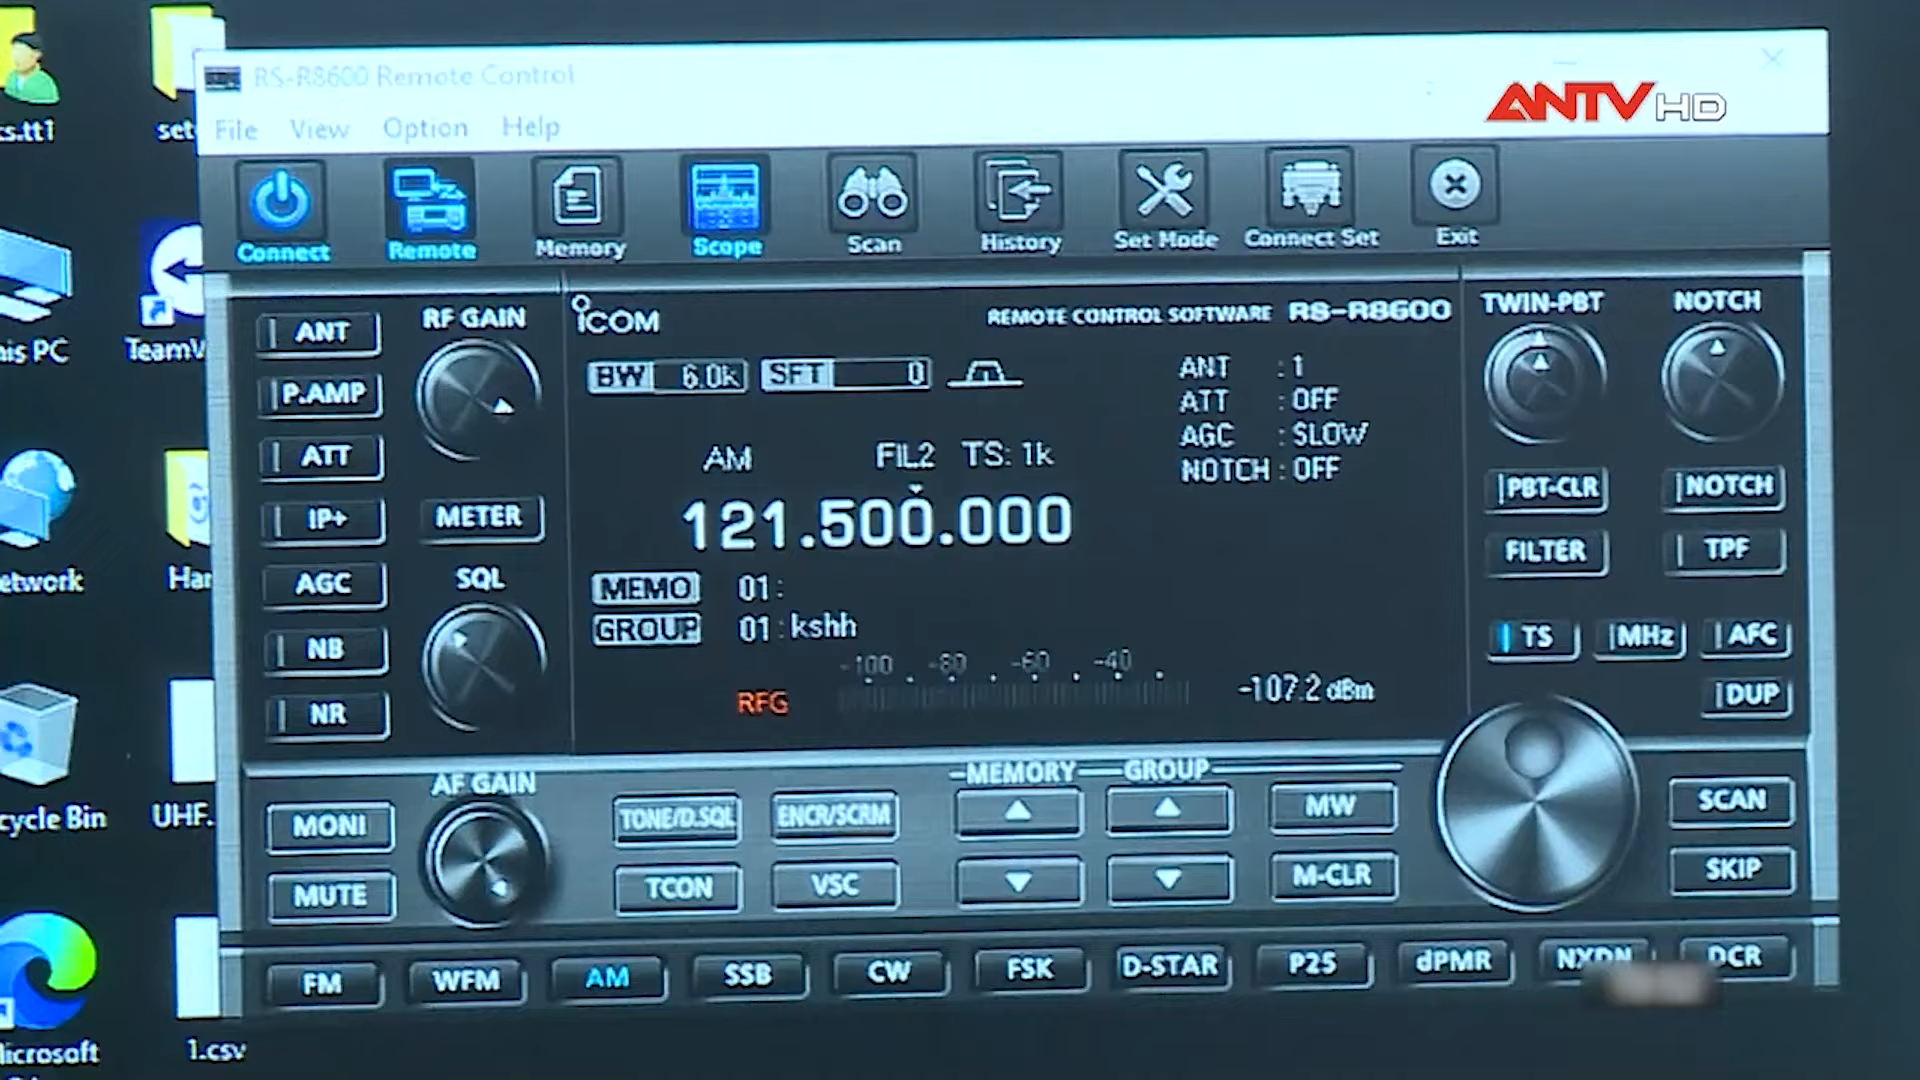 RS-R8600 Remote Control
ANTV HD
File View Option Help
Connect Remote Memory Scope Scan History Set Mode Connect Set Exit
cs.tt1
his PC
TeamV
etwork
Har
cycle Bin
UHF.
1.csv
ANT
P.AMP
ATT
IP+
AGC
NB
NR
RF GAIN
METER
SQL
ICOM
REMOTE CONTROL SOFTWARE RS-R8600
BW 6.0k SFT 0
ANT : 1
ATT : OFF
AGC : SLOW
NOTCH : OFF
AM FIL2 TS: 1k
121.500.000
MEMO 01:
GROUP 01: kshh
-100 -80 -60 -40
RFG
-107.2 dBm
TWIN-PBT NOTCH
PBT-CLR NOTCH
FILTER TPF
TS MHz AFC
DUP
AF GAIN
MONI
MUTE
TONE/D.SQL ENCR/SCRM
TCON VSC
MEMORY GROUP
MW
M-CLR
SCAN
SKIP
FM WFM AM SSB CW FSK D-STAR P25 dPMR NXDN DCR